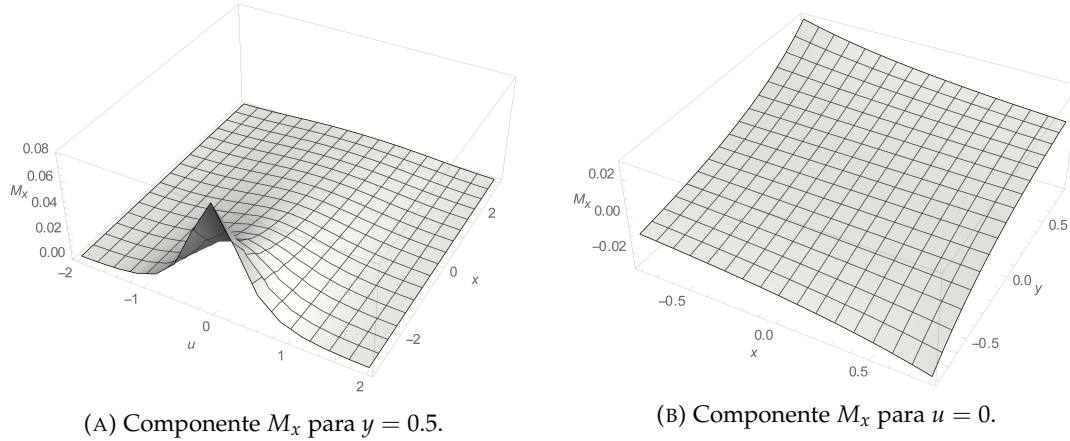 0.08
0.06
M_x
0.04
0.02
0.00
−2
−1
0
u
1
2
−2
0
x
2
(A) Componente M_x para y = 0.5.
0.02
M_x
0.00
−0.02
−0.5
0.0
x
0.5
−0.5
0.0
y
0.5
(B) Componente M_x para u = 0.